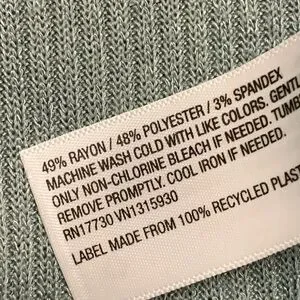 49% RAYON / 48% POLYESTER / 3% SPANDEX
MACHINE WASH COLD WITH LIKE COLORS. GENTL
ONLY NON-CHLORINE BLEACH IF NEEDED. TUMB
REMOVE PROMPTLY. COOL IRON IF NEEDED.
RN17730 VN1315930
LABEL MADE FROM 100% RECYCLED PLAST